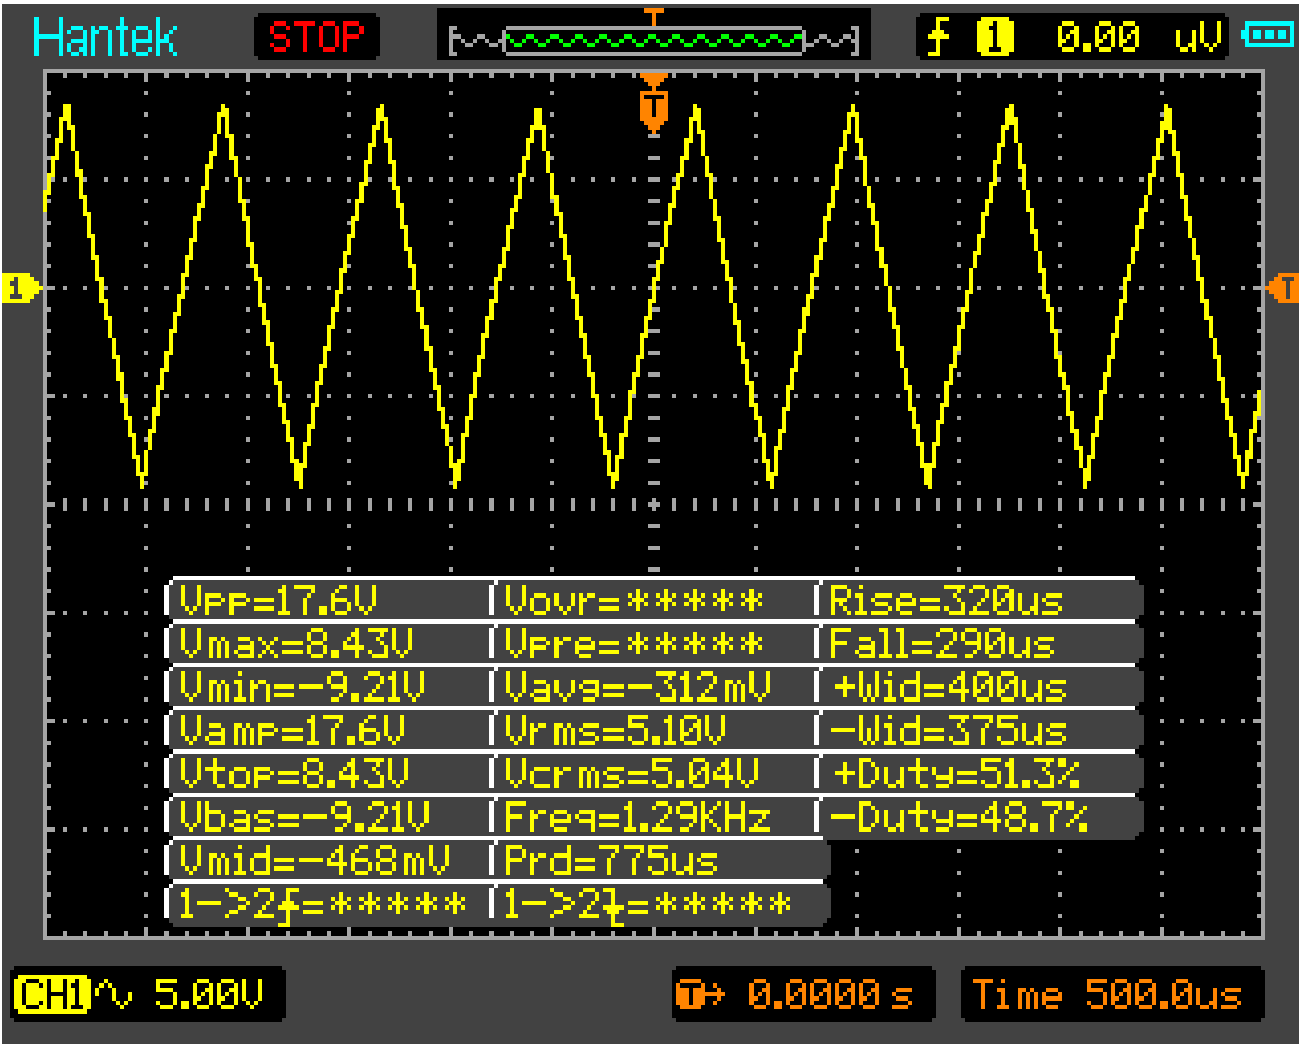 Hantek STOP T 1 0.00 uV
T
1 T
Vpp=17.6V Vovr=***** Rise=320us
Vmax=8.43V Vpre=***** Fall=290us
Vmin=-9.21V Vavg=-312mV +Wid=400us
Vamp=17.6V Vrms=5.10V -Wid=375us
Vtop=8.43V Vcrms=5.04V +Duty=51.3%
Vbas=-9.21V Freq=1.29KHz -Duty=48.7%
Vmid=-468mV Prd=775us
1->2=***** 1->2=*****
CH1 5.00V T→ 0.0000 s Time 500.0us